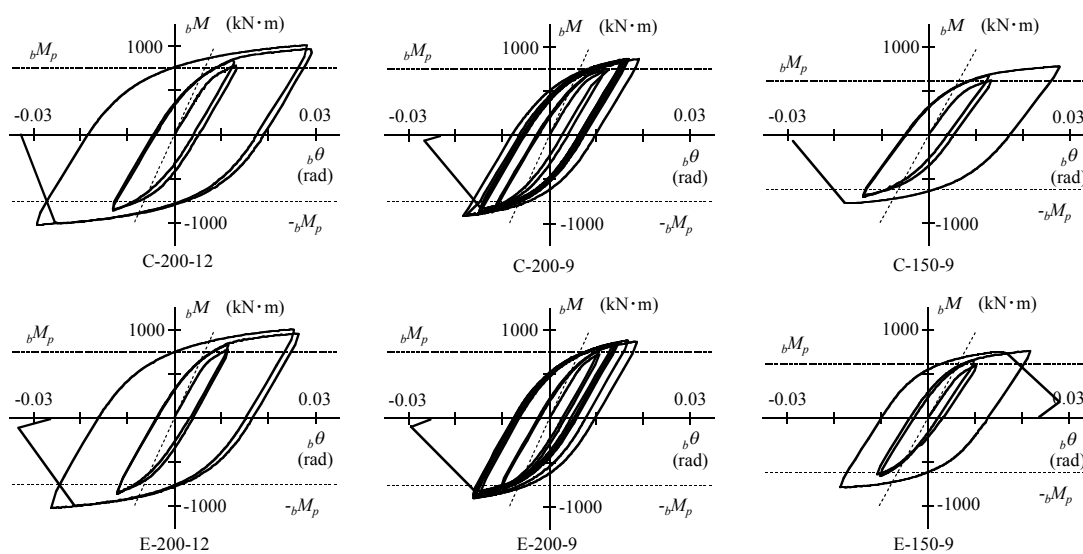 bM (kN·m)
bMp
1000
-0.03
0.03
bθ
(rad)
-bMp
-1000
C-200-12
bM (kN·m)
bMp
1000
-0.03
0.03
bθ
(rad)
-bMp
-1000
C-200-9
bM (kN·m)
1000
bMp
-0.03
0.03
bθ
(rad)
-bMp
-1000
C-150-9
bM (kN·m)
bMp
1000
-0.03
0.03
bθ
(rad)
-bMp
-1000
E-200-12
bM (kN·m)
bMp
1000
-0.03
0.03
bθ
(rad)
-bMp
-1000
E-200-9
bM (kN·m)
1000
bMp
-0.03
0.03
bθ
(rad)
-bMp
-1000
E-150-9